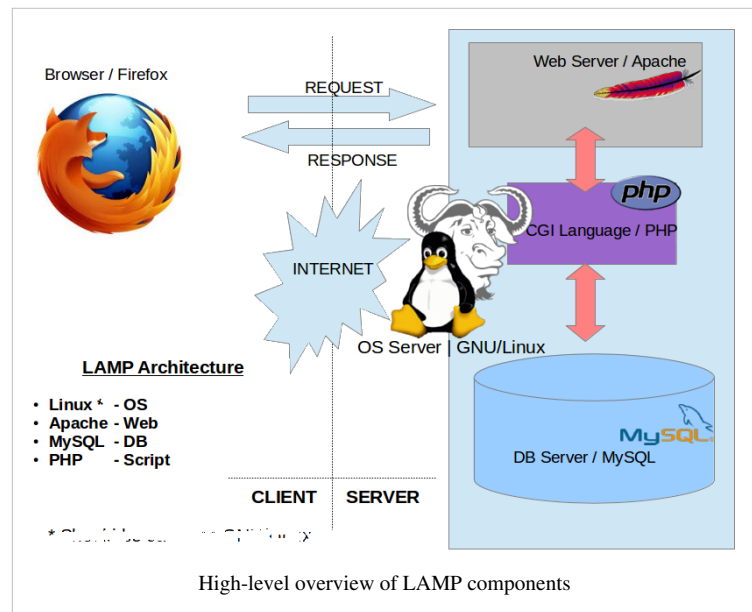 Browser / Firefox
REQUEST
RESPONSE
INTERNET
Web Server / Apache
php
CGI Language / PHP
OS Server | GNU/Linux
MySQL
DB Server / MySQL
LAMP Architecture
• Linux * - OS
• Apache - Web
• MySQL - DB
• PHP - Script
CLIENT
SERVER
High-level overview of LAMP components